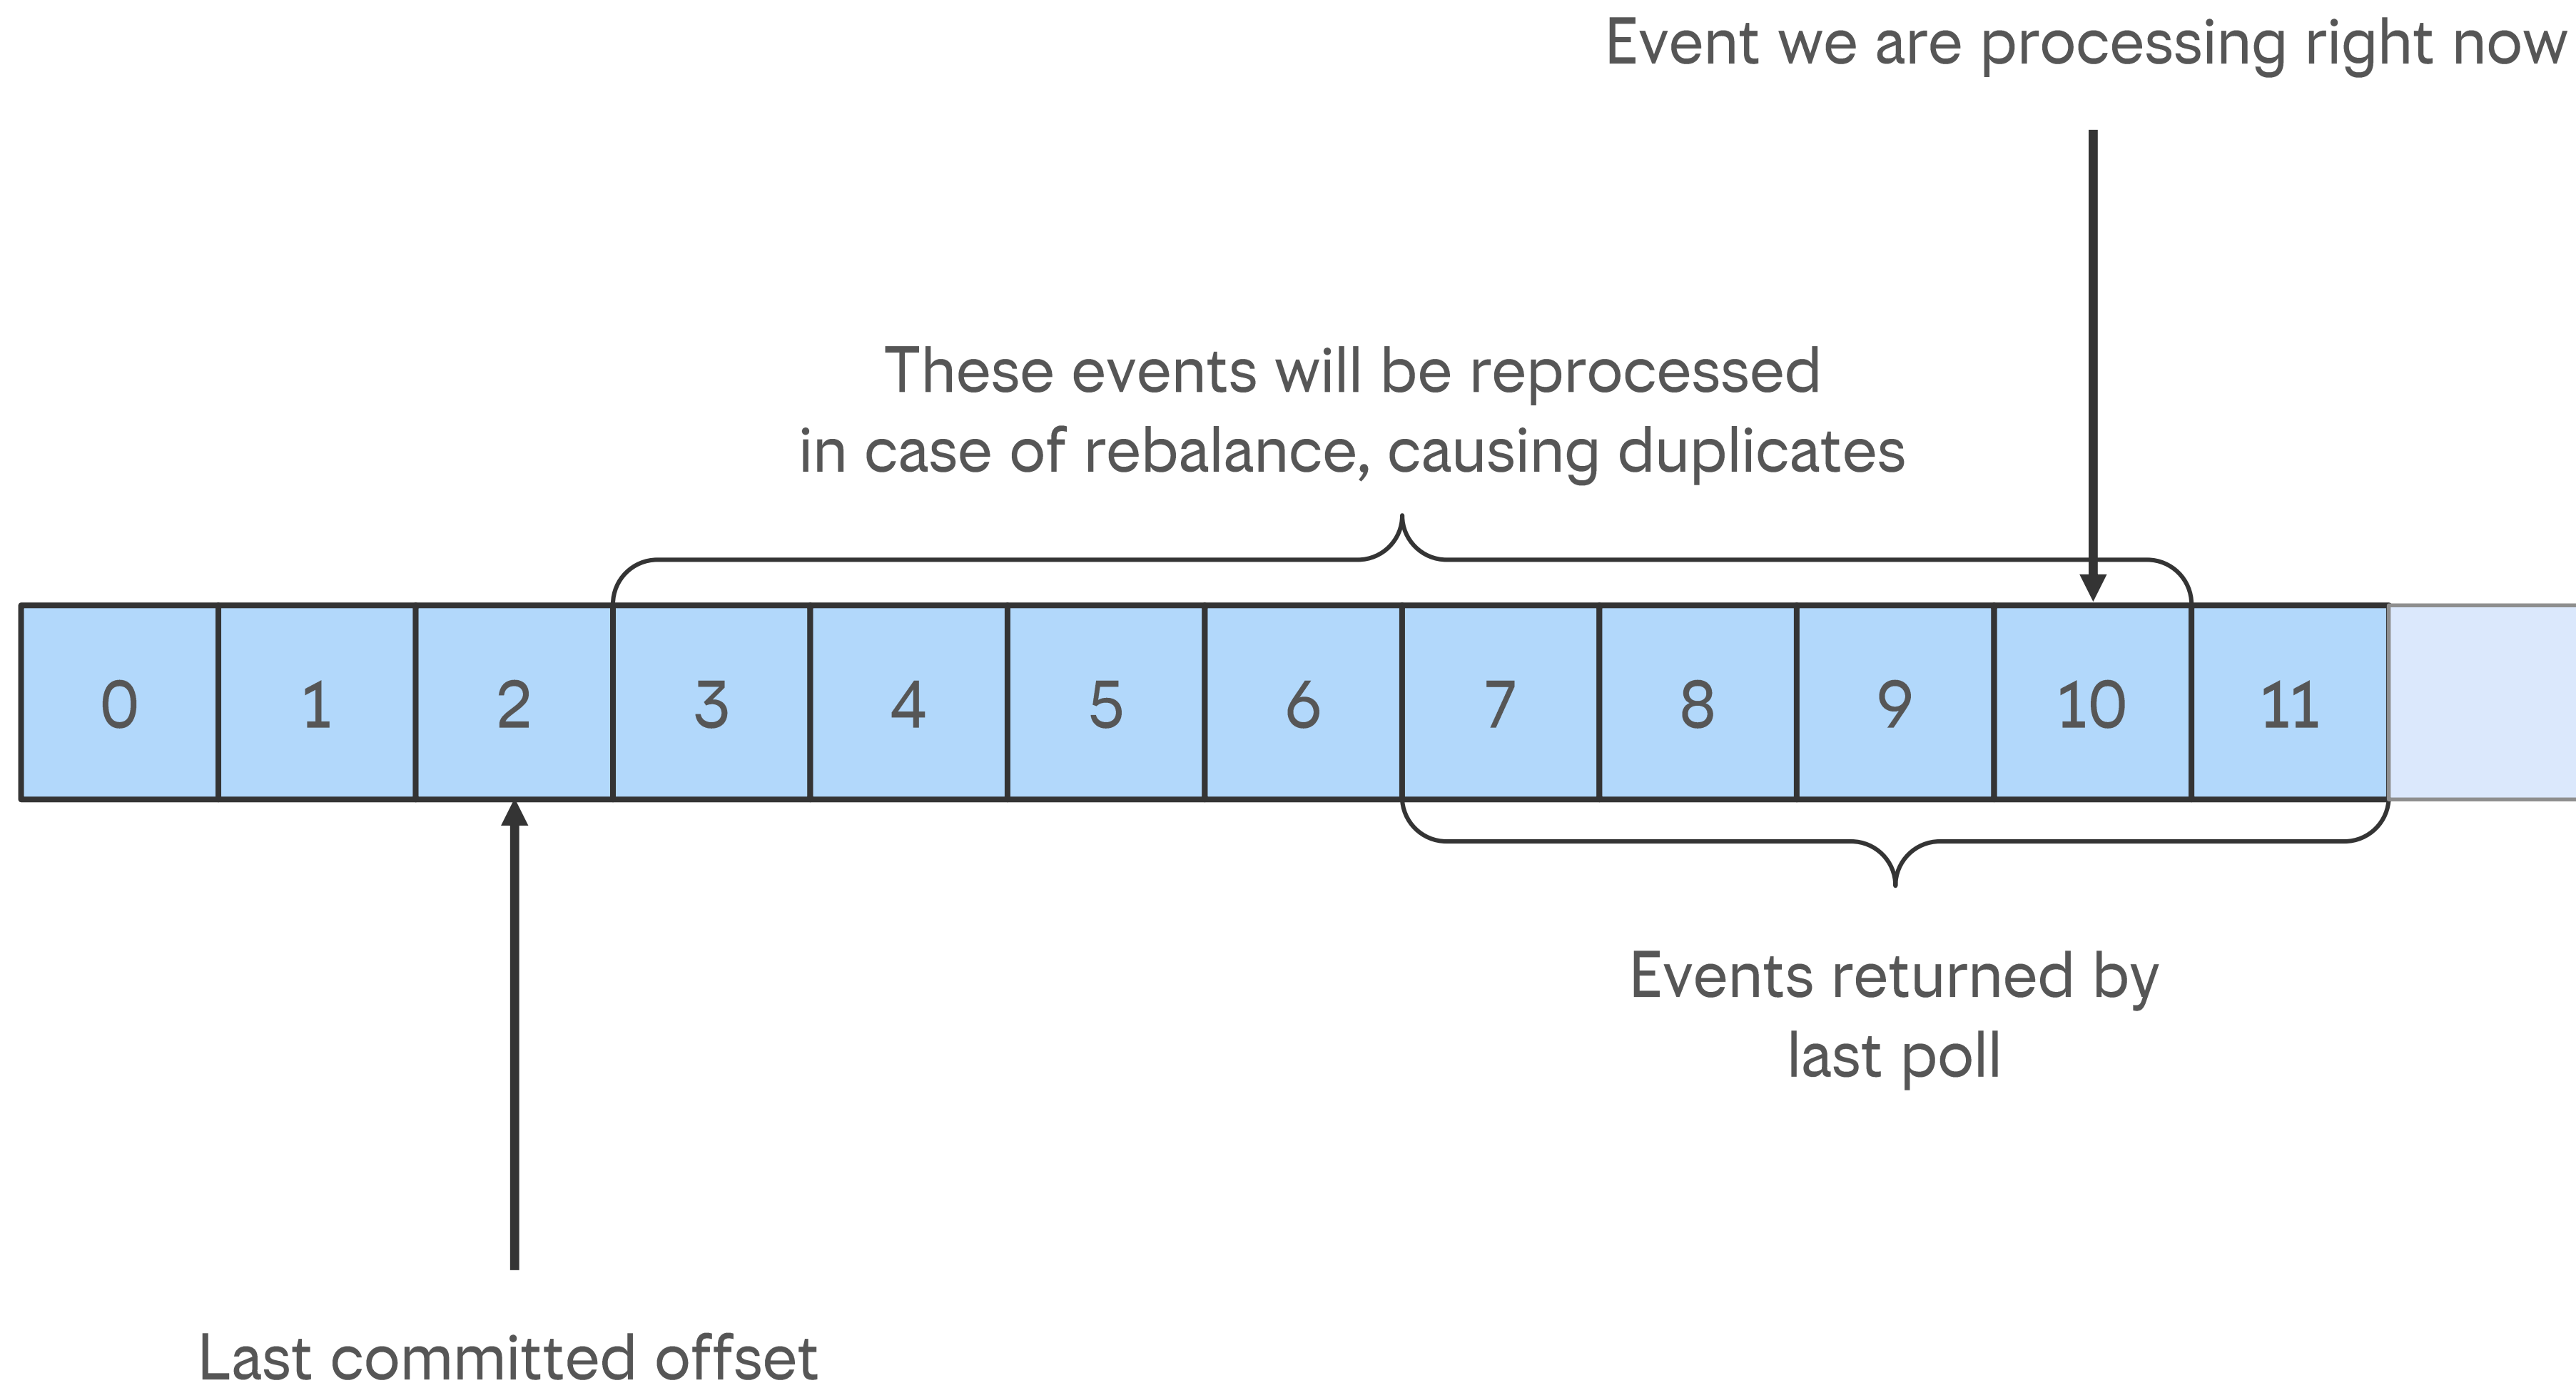 Event we are processing right now
These events will be reprocessed
in case of rebalance, causing duplicates
0 1 2 3 4 5 6 7 8 9 10 11
Events returned by
last poll
Last committed offset